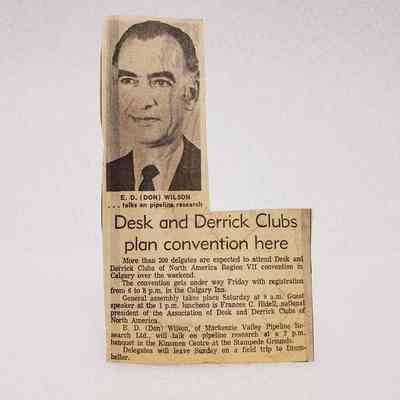 E. D. (DON) WILSON
. . . talks on pipeline research
Desk and Derrick Clubs
plan convention here
More than 200 delgates are expected to attend Desk and
Derrick Clubs of North America Region VII convention in
Calgary over the weekend.
The convention gets under way Friday with registration
from 6 to 8 p.m. in the Calgary Inn.
General assembly takes place Saturday at 9 a.m. Guest
speaker at the 1 p.m. luncheon is Frances C. Hidell, national
president of the Association of Desk and Derrick Clubs of
North America.
E. D. (Don) Wilson, of Mackenzie Valley Pipeline Re-
search Ltd., will talk on pipeline research at a 7 p.m.
banquet in the Kinsmen Centre at the Stampede Grounds.
Delegates will leave Sunday on a field trip to Drum-
heller.